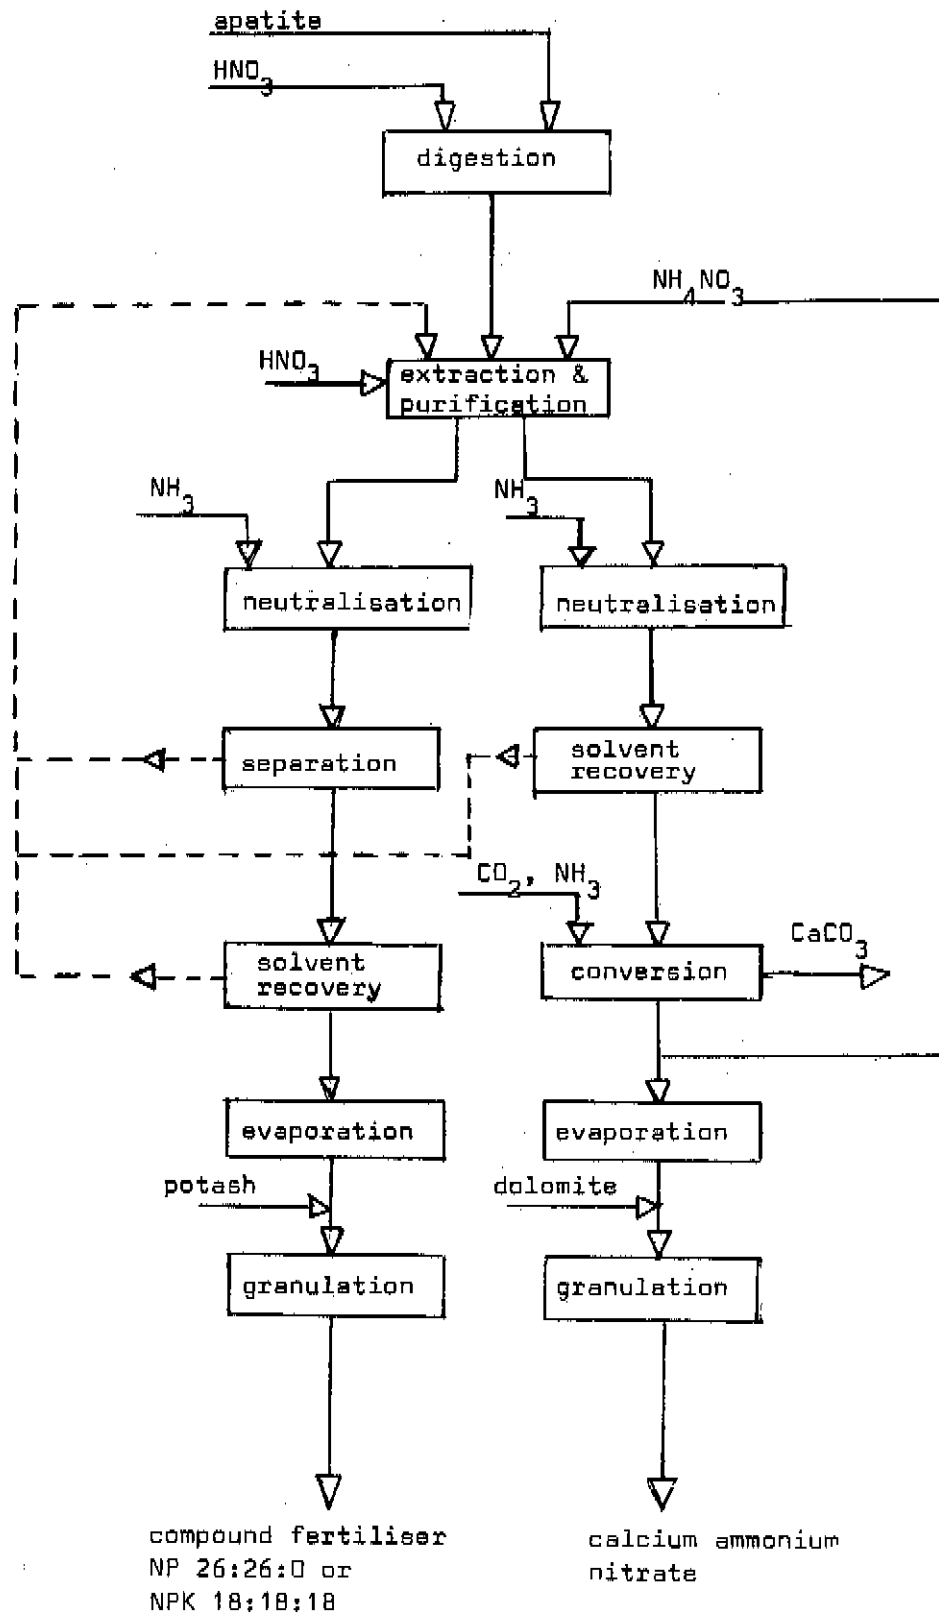 apatite
HNO3
digestion
NH4NO3
HNO3
extraction &
purification
NH3
NH3
neutralisation
neutralisation
separation
solvent
recovery
CO2, NH3
solvent
recovery
conversion
CaCO3
evaporation
evaporation
potash
dolomite
granulation
granulation
compound fertiliser
NP 26:26:0 or
NPK 18:18:18
calcium ammonium
nitrate